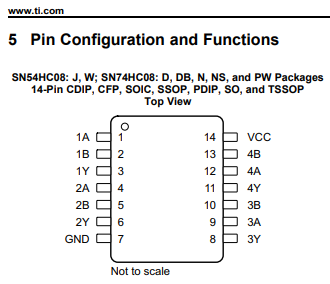 www.ti.com
5 Pin Configuration and Functions
SN54HC08: J, W; SN74HC08: D, DB, N, NS, and PW Packages
14-Pin CDIP, CFP, SOIC, SSOP, PDIP, SO, and TSSOP
Top View
1A 1 14 VCC
1B 2 13 4B
1Y 3 12 4A
2A 4 11 4Y
2B 5 10 3B
2Y 6 9 3A
GND 7 8 3Y
Not to scale